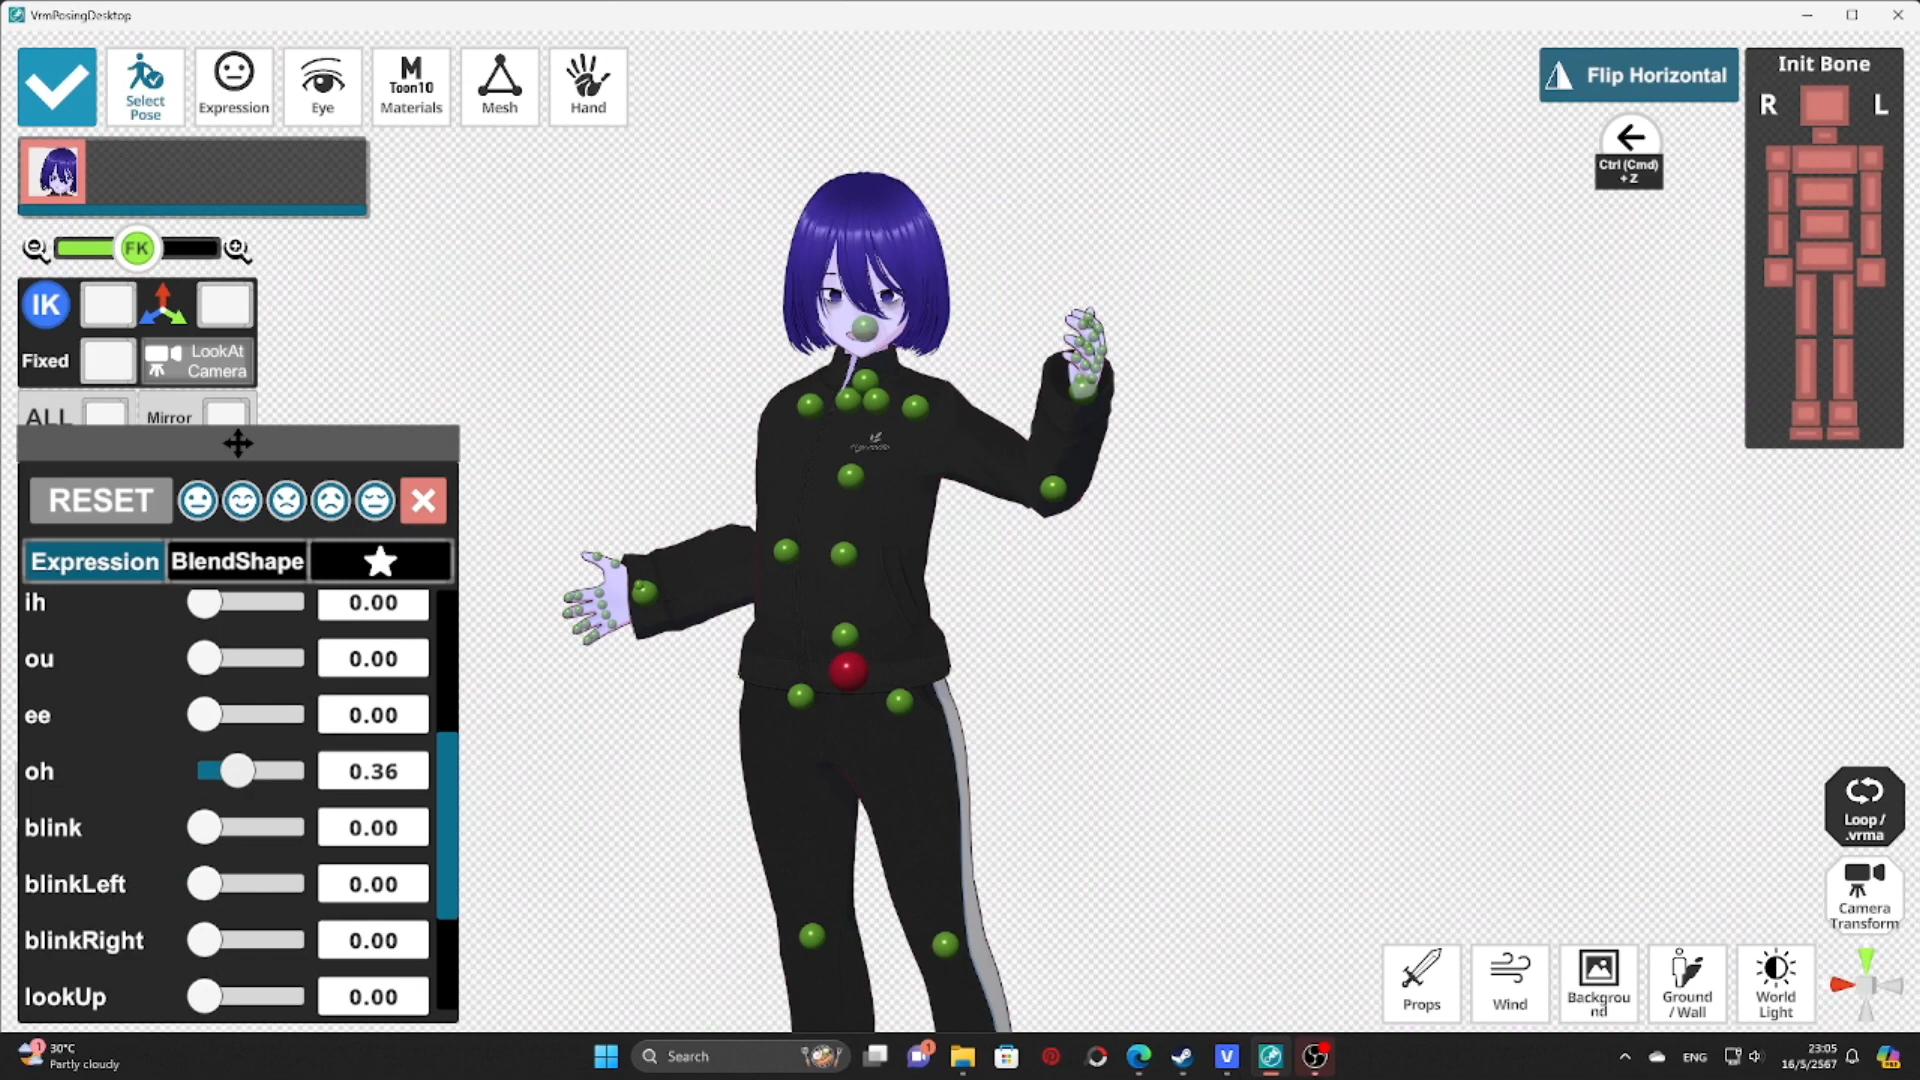 VrmPosingDesktop
Select
Pose
Expression
Eye
M
Toon10
Materials
Mesh
Hand
Flip Horizontal
Ctrl (Cmd)
+ Z
Init Bone
R
L
FK
IK
Fixed
LookAt
Camera
ALL
Mirror
RESET
Expression
BlendShape
ih
0.00
ou
0.00
ee
0.00
oh
0.36
blink
0.00
blinkLeft
0.00
blinkRight
0.00
lookUp
0.00
Loop /
.vrma
Camera
Transform
Props
Wind
Backgrou
nd
Ground
/ Wall
World
Light
1
30°C
Partly cloudy
Search
1
V
ENG
23:05
16/5/2567